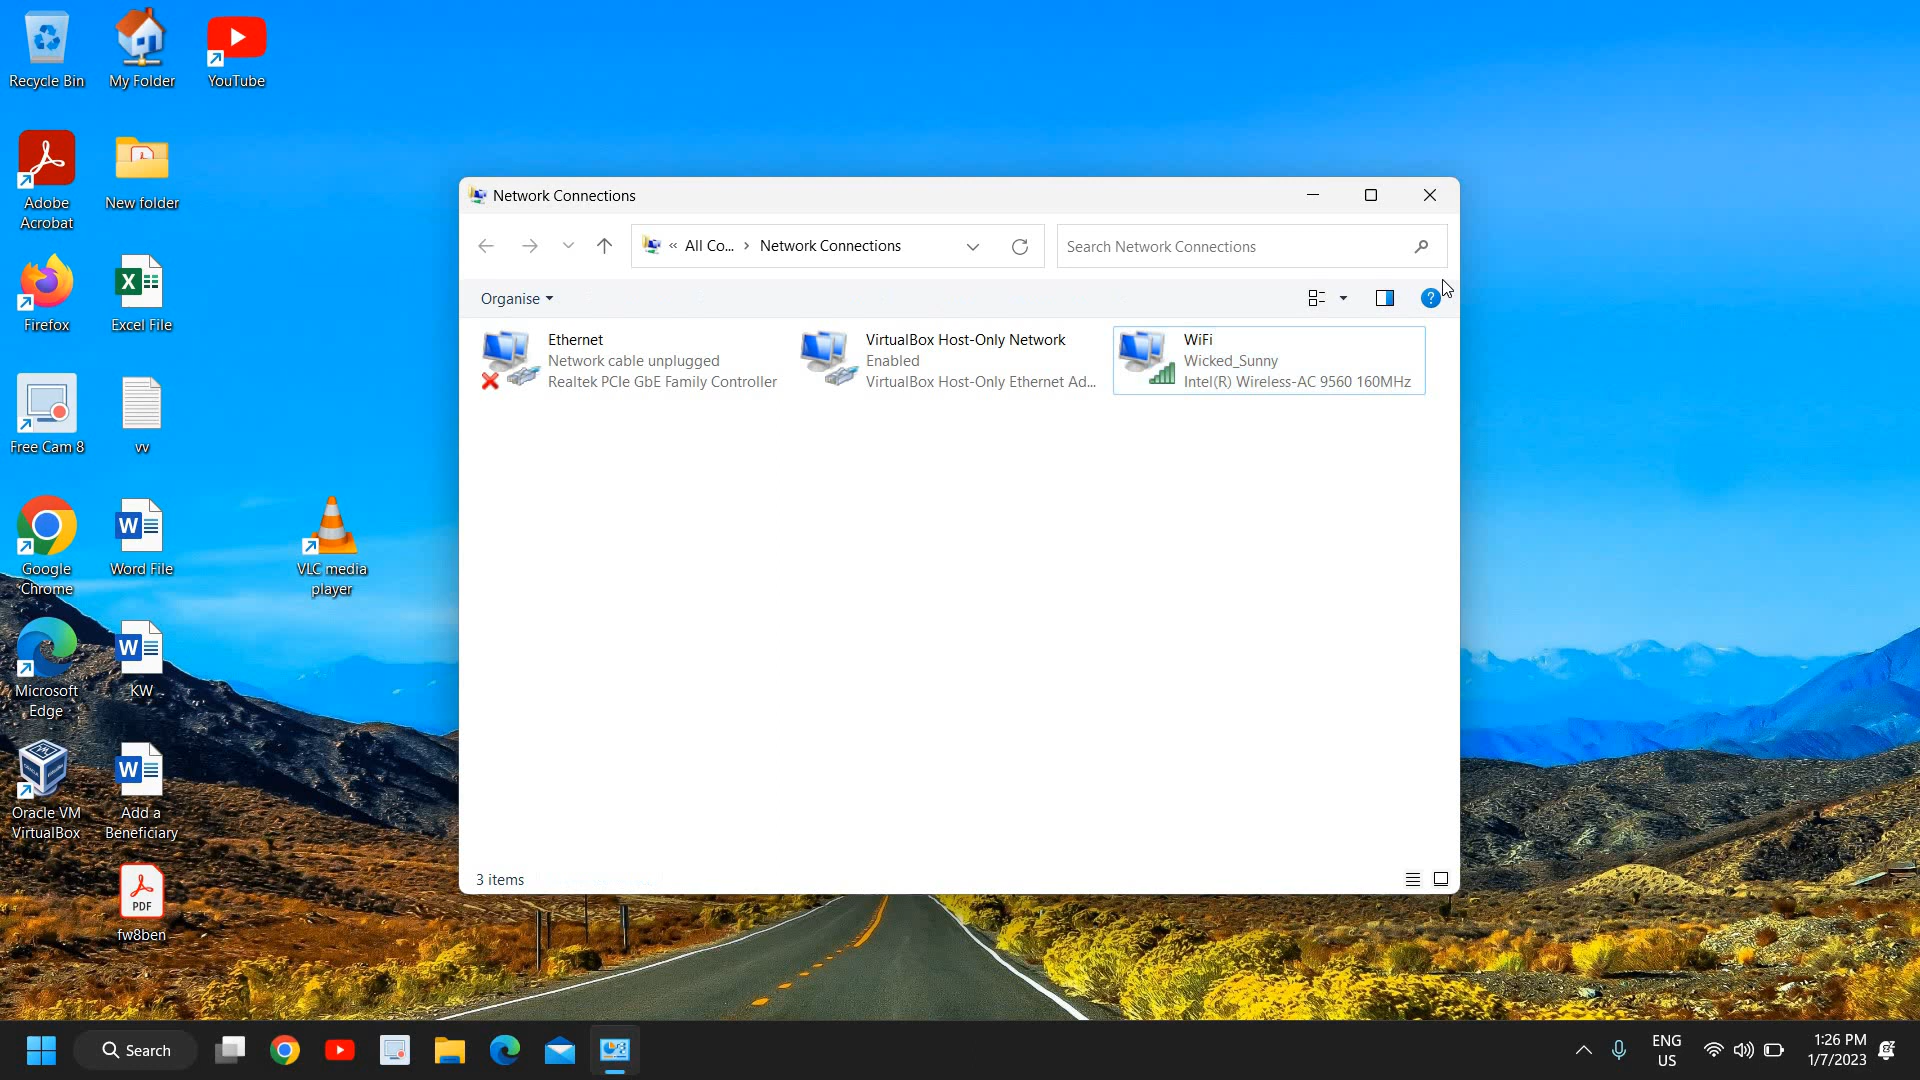 Recycle Bin
My Folder
YouTube
Adobe
Acrobat
New folder
Firefox
Excel File
Free Cam 8
vv
Google
Chrome
Word File
VLC media
player
Microsoft
Edge
KW
Oracle VM
VirtualBox
Add a
Beneficiary
PDF
fw8ben
Network Connections
« All Co... › Network Connections
Search Network Connections
Organise
Ethernet
Network cable unplugged
Realtek PCIe GbE Family Controller
VirtualBox Host-Only Network
Enabled
VirtualBox Host-Only Ethernet Ad...
WiFi
Wicked_Sunny
Intel(R) Wireless-AC 9560 160MHz
3 items
Search
ENG
US
1:26 PM
1/7/2023